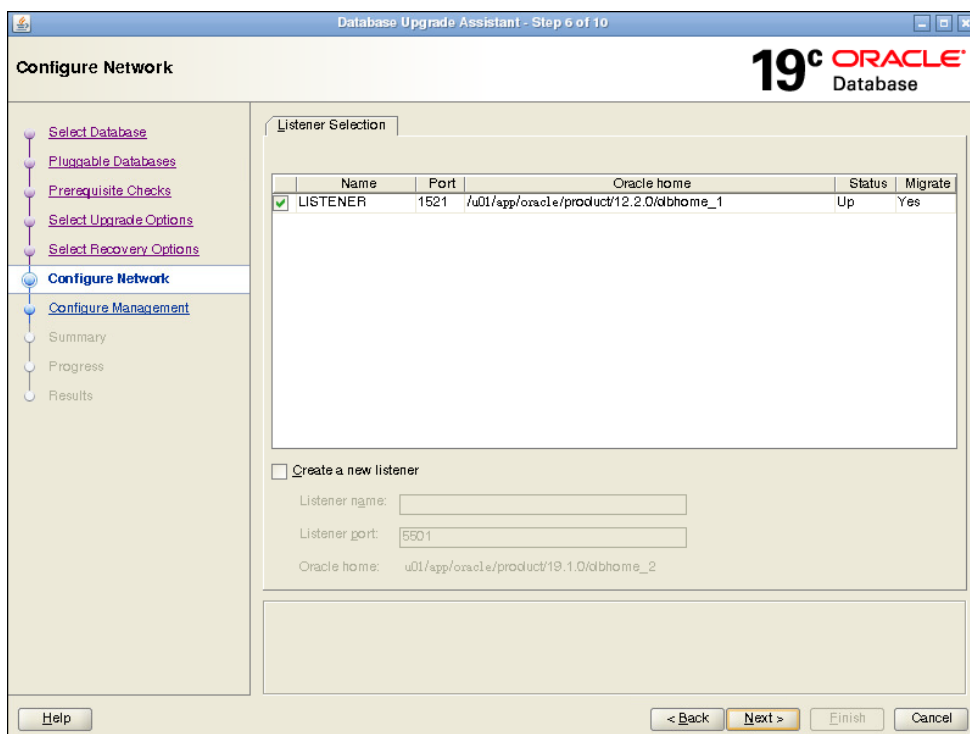 Database Upgrade Assistant - Step 6 of 10
Configure Network
19c ORACLE
Database
Select Database
Pluggable Databases
Prerequisite Checks
Select Upgrade Options
Select Recovery Options
Configure Network
Configure Management
Summary
Progress
Results
Listener Selection
Name Port Oracle home Status Migrate
LISTENER 1521 /u01/app/oracle/product/12.2.0/dbhome_1 Up Yes
Create a new listener
Listener name:
Listener port: 5501
Oracle home: u01/app/oracle/product/19.1.0/dbhome_2
Help < Back Next > Finish Cancel